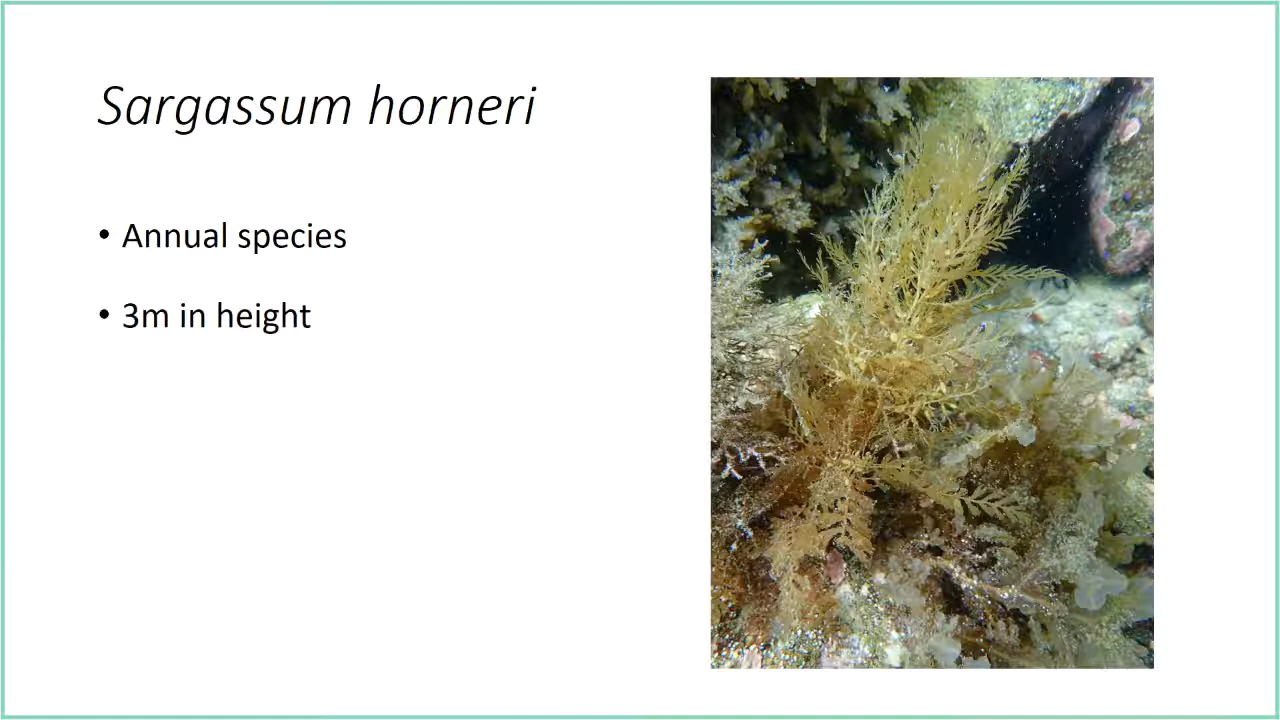 Sargassum horneri
• Annual species
• 3m in height